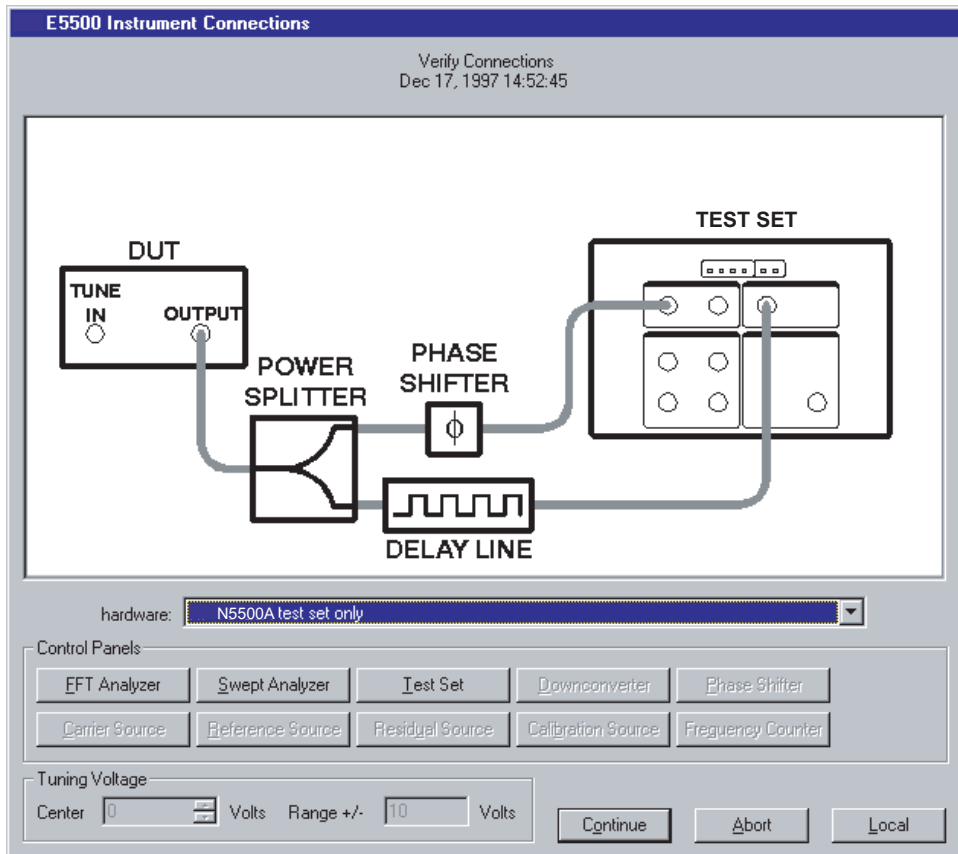 E5500 Instrument Connections
Verify Connections
Dec 17, 1997 14:52:45
TEST SET
DUT
TUNE
IN
OUTPUT
POWER
SPLITTER
PHASE
SHIFTER
ϕ
DELAY LINE
hardware: N5500A test set only
Control Panels
FFT Analyzer Swept Analyzer Test Set Downconverter Phase Shifter
Carrier Source Reference Source Residual Source Calibration Source Freguency Counter
Tuning Voltage
Center 0 Volts Range +/- 10 Volts
Continue Abort Local